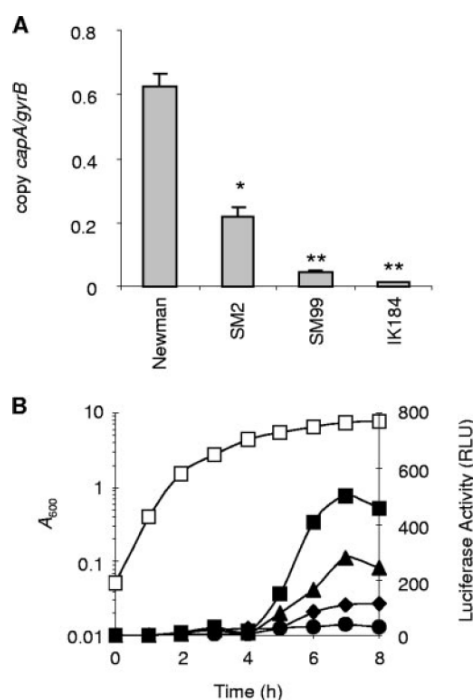 A
copy capA/gyrB
0.8
0.6
0.4
0.2
0
*
**
**
Newman
SM2
SM99
IK184
B
A600
10
1
0.1
0.01
800
600
400
200
0
Luciferase Activity (RLU)
0 2 4 6 8
Time (h)